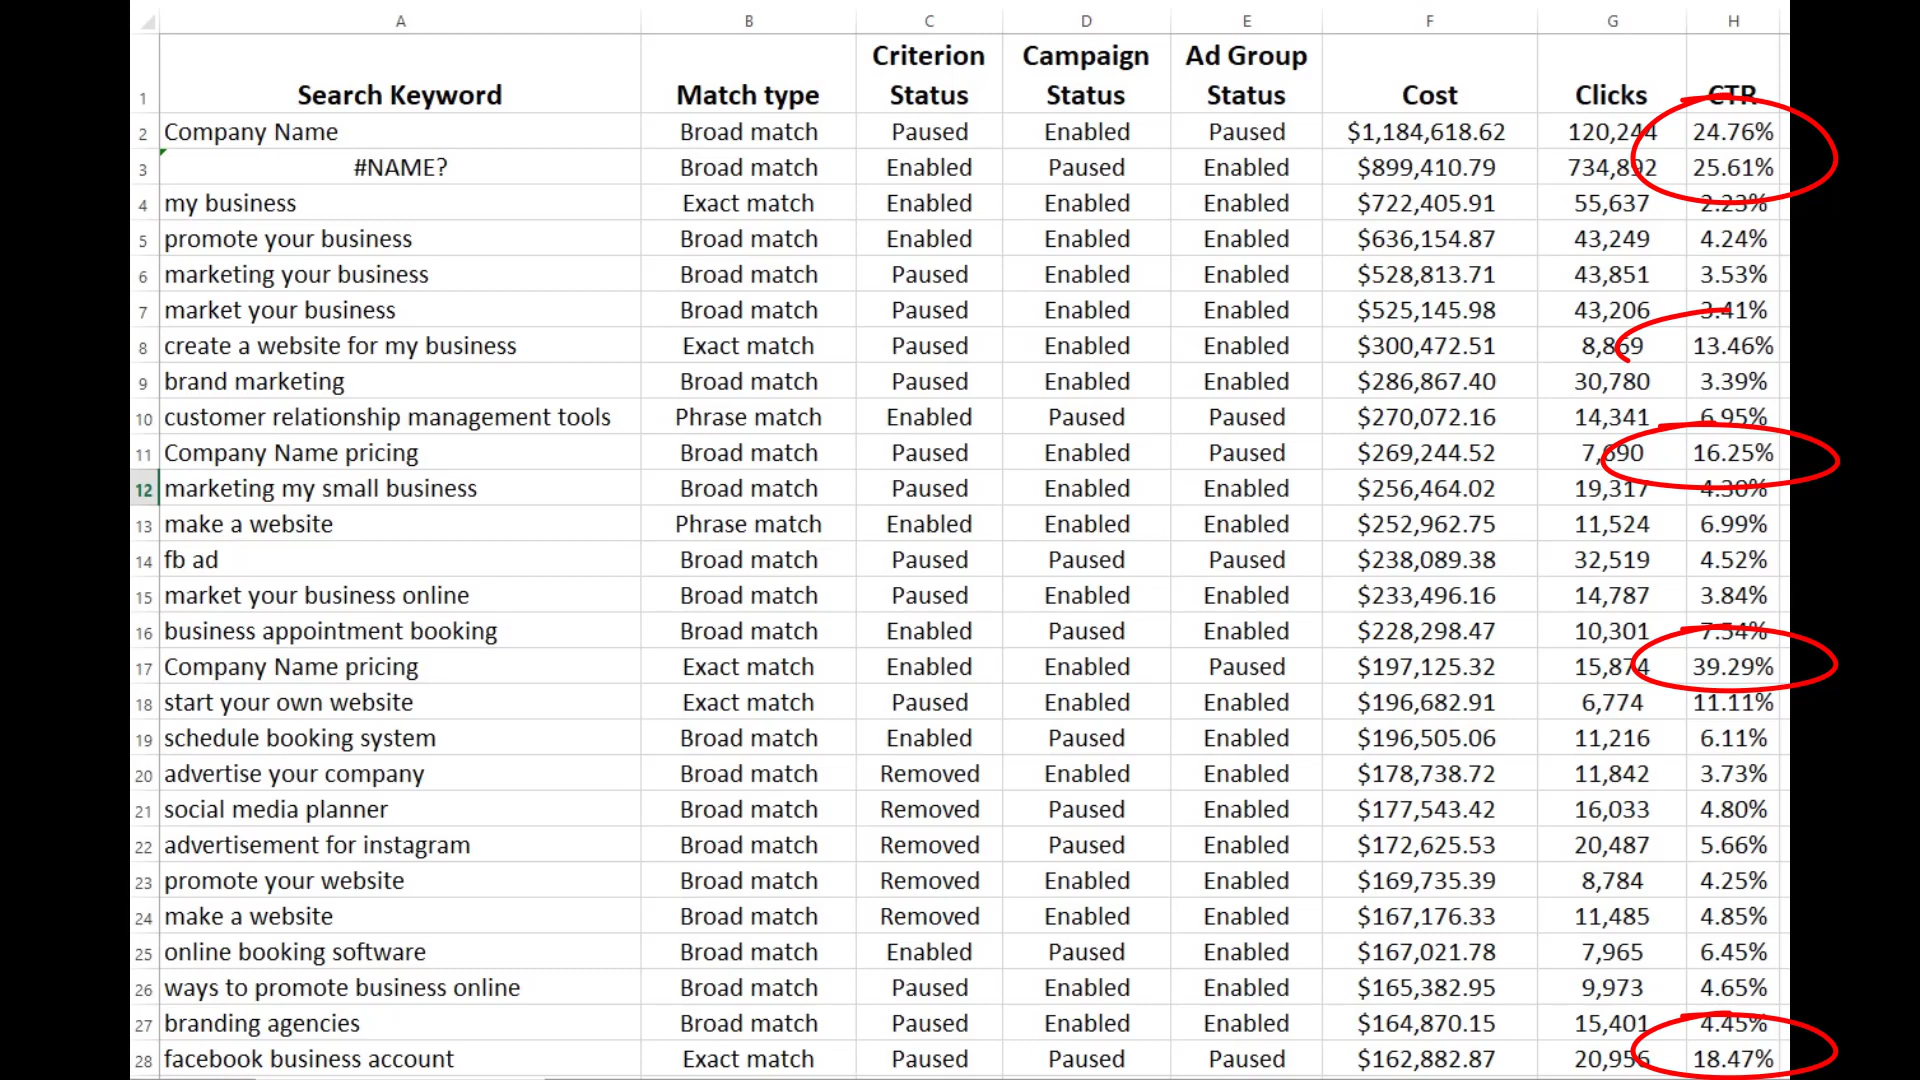 A B C D E F G H
1 Search Keyword Match type Criterion Status Campaign Status Ad Group Status Cost Clicks CTR
2 Company Name Broad match Paused Enabled Paused $1,184,618.62 120,244 24.76%
3 #NAME? Broad match Enabled Paused Enabled $899,410.79 734,892 25.61%
4 my business Exact match Enabled Enabled Enabled $722,405.91 55,637 2.23%
5 promote your business Broad match Enabled Enabled Enabled $636,154.87 43,249 4.24%
6 marketing your business Broad match Paused Enabled Enabled $528,813.71 43,851 3.53%
7 market your business Broad match Paused Enabled Enabled $525,145.98 43,206 3.41%
8 create a website for my business Exact match Paused Enabled Enabled $300,472.51 8,869 13.46%
9 brand marketing Broad match Paused Enabled Enabled $286,867.40 30,780 3.39%
10 customer relationship management tools Phrase match Enabled Paused Paused $270,072.16 14,341 6.95%
11 Company Name pricing Broad match Paused Enabled Paused $269,244.52 7,690 16.25%
12 marketing my small business Broad match Paused Enabled Enabled $256,464.02 19,317 4.30%
13 make a website Phrase match Enabled Enabled Enabled $252,962.75 11,524 6.99%
14 fb ad Broad match Paused Paused Paused $238,089.38 32,519 4.52%
15 market your business online Broad match Paused Enabled Enabled $233,496.16 14,787 3.84%
16 business appointment booking Broad match Enabled Paused Enabled $228,298.47 10,301 7.54%
17 Company Name pricing Exact match Enabled Enabled Paused $197,125.32 15,874 39.29%
18 start your own website Exact match Paused Enabled Enabled $196,682.91 6,774 11.11%
19 schedule booking system Broad match Enabled Paused Enabled $196,505.06 11,216 6.11%
20 advertise your company Broad match Removed Enabled Enabled $178,738.72 11,842 3.73%
21 social media planner Broad match Removed Paused Enabled $177,543.42 16,033 4.80%
22 advertisement for instagram Broad match Removed Paused Enabled $172,625.53 20,487 5.66%
23 promote your website Broad match Removed Enabled Enabled $169,735.39 8,784 4.25%
24 make a website Broad match Removed Enabled Enabled $167,176.33 11,485 4.85%
25 online booking software Broad match Enabled Paused Enabled $167,021.78 7,965 6.45%
26 ways to promote business online Broad match Paused Enabled Enabled $165,382.95 9,973 4.65%
27 branding agencies Broad match Paused Enabled Enabled $164,870.15 15,401 4.45%
28 facebook business account Exact match Paused Paused Paused $162,882.87 20,956 18.47%